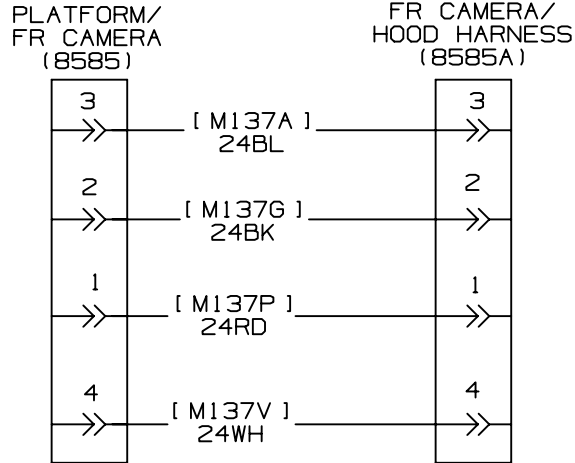 PLATFORM/
FR CAMERA
(8585)
FR CAMERA/
HOOD HARNESS
(8585A)
3
[ M137A ]
24BL
3
2
[ M137G ]
24BK
2
1
[ M137P ]
24RD
1
4
[ M137V ]
24WH
4